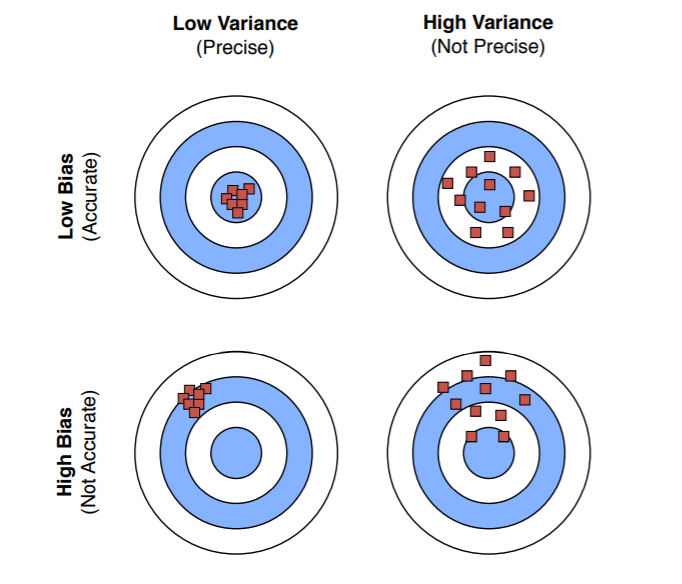 Low Variance
(Precise)
High Variance
(Not Precise)
Low Bias
(Accurate)
High Bias
(Not Accurate)